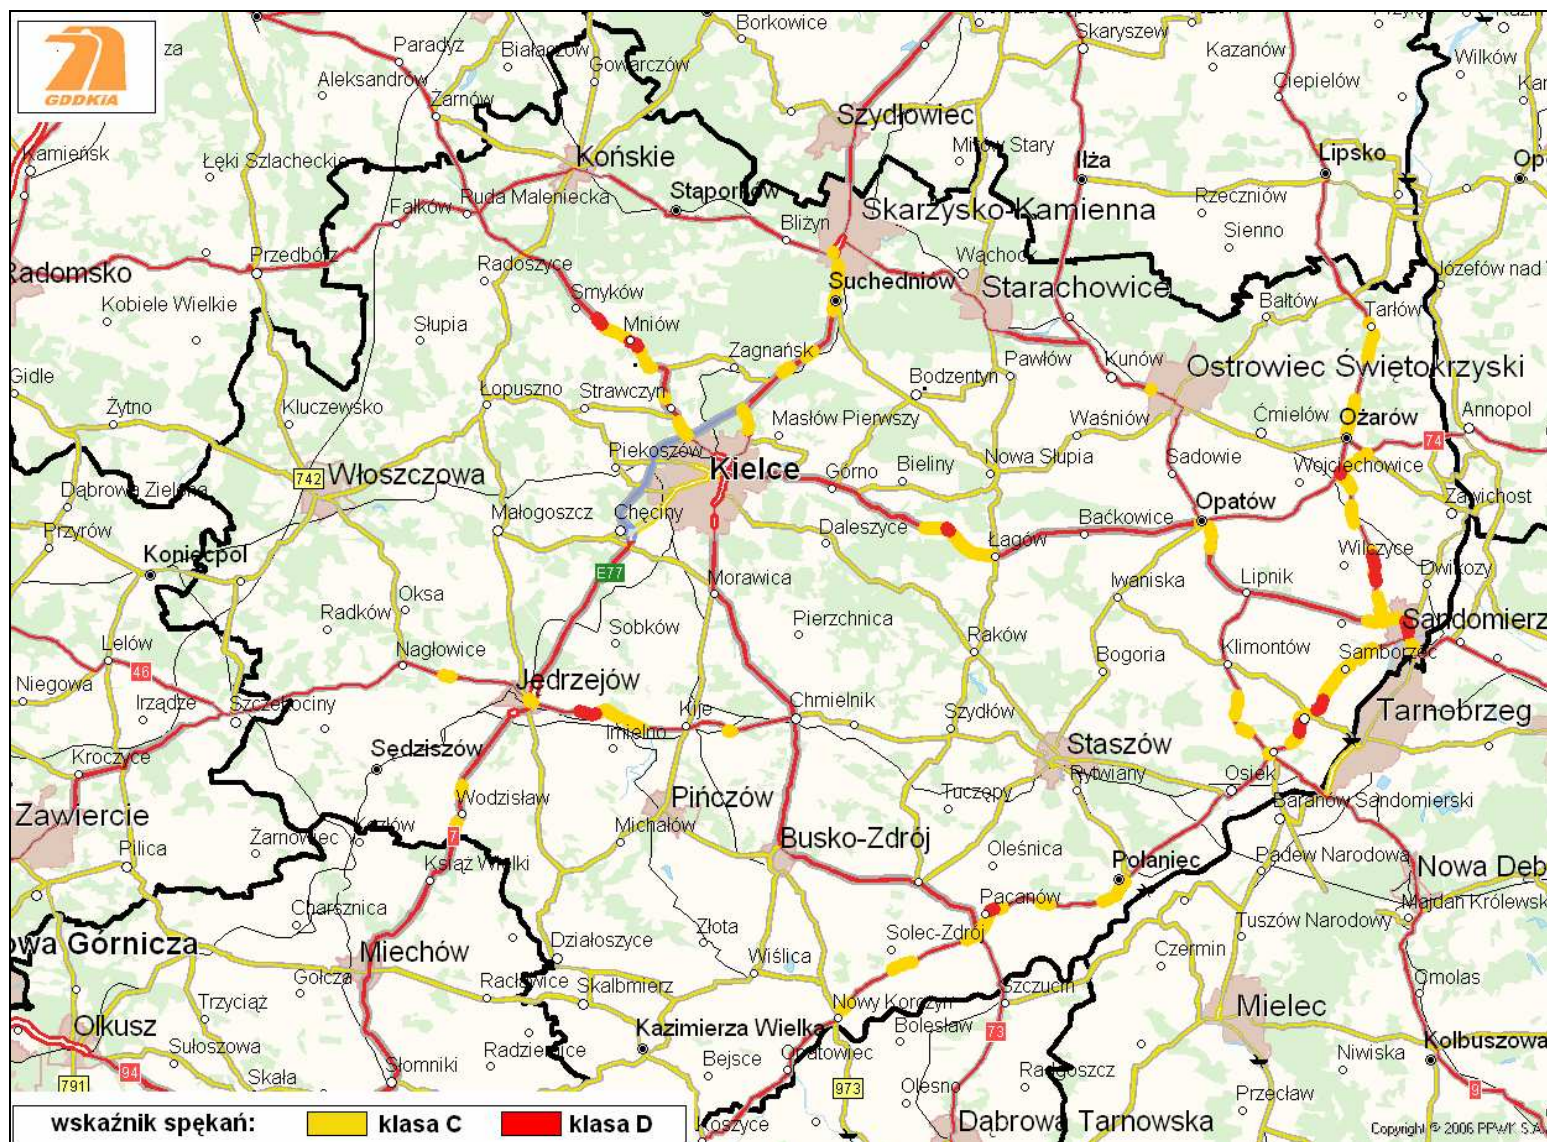 GDDKiA
za
Paradyż
Białaczów
Borkowice
Skaryszew
Kazanów
Wilków
Aleksandrów
Gowarczów
Ciepielów
Żarnów
Szydłowiec
Kamieńsk
Łęki Szlacheckie
Końskie
Mirów Stary
Iłża
Lipsko
Ruda Maleniecka
Stąporków
Rzeczniów
Fałków
Bliżyn
Skarżysko-Kamienna
Sienno
Przedbórz
Radomsko
Radoszyce
Wąchock
Józefów nad
Kobiele Wielkie
Smyków
Suchedniów
Starachowice
Bałtów
Tarłów
Słupia
Mniów
Zagnańsk
Pawłów
Kunów
Ostrowiec Świętokrzyski
Gidle
Łopuszno
Strawczyn
Bodzentyn
Żytno
Kluczewsko
Masłów Pierwszy
Waśniów
Ćmielów
Ożarów
Annopol
74
Piekoszów
Kielce
Górno
Bieliny
Nowa Słupia
Sadowie
Wojciechowice
742
Włoszczowa
Dąbrowa Zielona
Zawichost
Małogoszcz
Chęciny
Daleszyce
Baćkowice
Opatów
Przyrów
Koniecpol
Łagów
Wilczyce
Dwikozy
E77
Morawica
Iwaniska
Lipnik
Oksa
Radków
Sobków
Pierzchnica
Raków
Sandomierz
Lelów
Nagłowice
Bogoria
Klimontów
Samborzec
46
Niegowa
Irządze
Szczekociny
Jędrzejów
Chmielnik
Tarnobrzeg
Kije
Szydłów
Imielno
Kroczyce
Sędziszów
Staszów
Rytwiany
Osiek
Wodzisław
Pińczów
Tuczępy
Baranów Sandomierski
Zawiercie
Michałów
Busko-Zdrój
Żarnowiec
Kozłów
7
Pilica
Książ Wielki
Oleśnica
Połaniec
Padew Narodowa
Nowa Dęb
Pacanów
Charsznica
Złota
Solec-Zdrój
Tuszów Narodowy
Majdan Królewsk
owa Górnicza
Miechów
Działoszyce
Czermin
Gołcza
Racławice
Skalbmierz
Wiślica
Omolas
Trzyciąż
Nowy Korczyn
Szczucin
Mielec
Olkusz
Kazimierza Wielka
Bolesław
73
Kolbuszowa
Sułoszowa
Radziemice
Bejsce
Opatowiec
Niwiska
94
791
Skała
Słomniki
973
Olesno
Radgoszcz
Przecław
9
Koszyce
Dąbrowa Tarnowska
wskaźnik spękań:
klasa C
klasa D
Copyright © 2006 PPWK S.A.